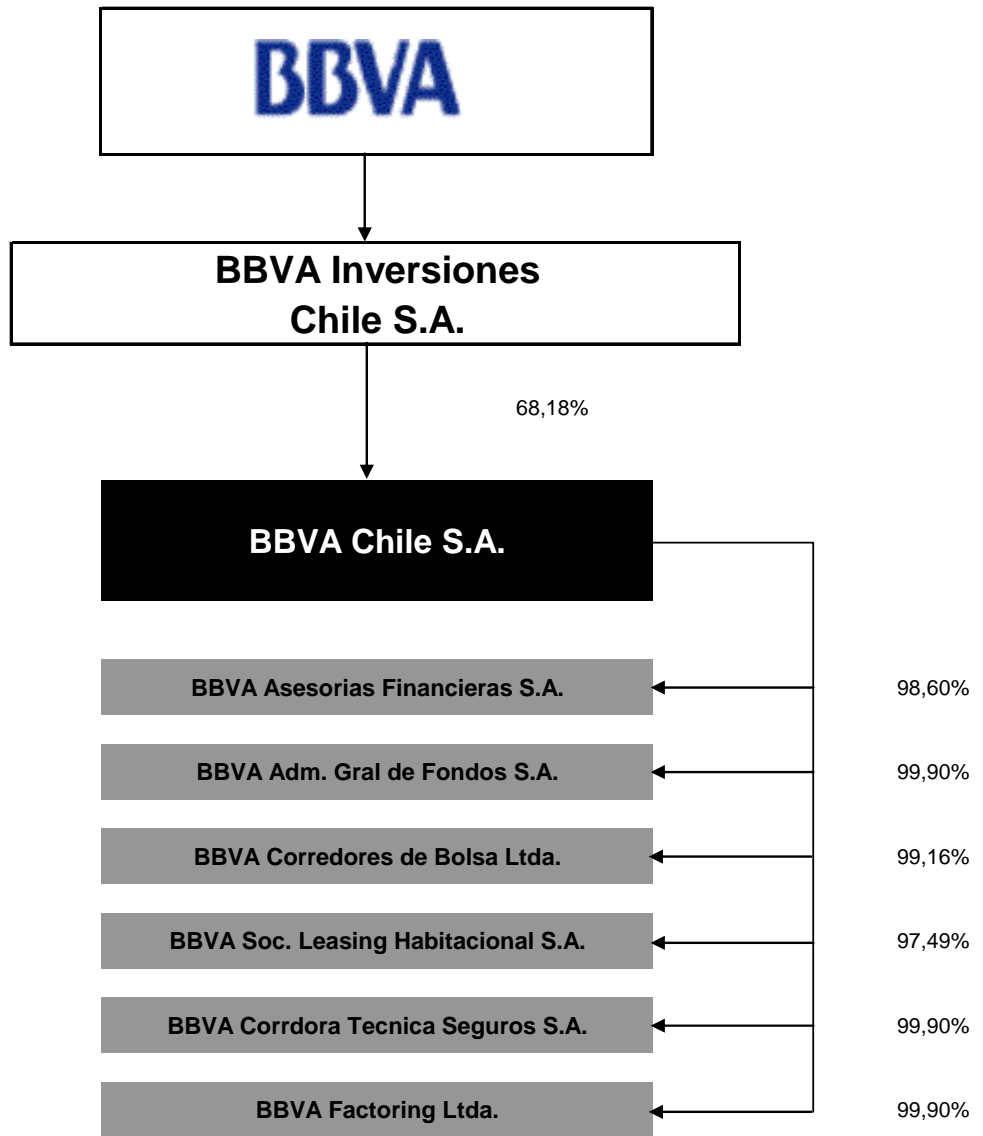 BBVA
BBVA Inversiones
Chile S.A.
68,18%
BBVA Chile S.A.
BBVA Asesorias Financieras S.A.
98,60%
BBVA Adm. Gral de Fondos S.A.
99,90%
BBVA Corredores de Bolsa Ltda.
99,16%
BBVA Soc. Leasing Habitacional S.A.
97,49%
BBVA Corrdora Tecnica Seguros S.A.
99,90%
BBVA Factoring Ltda.
99,90%